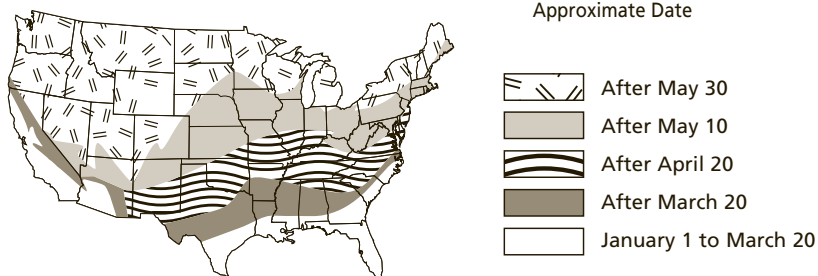 Approximate Date
After May 30
After May 10
After April 20
After March 20
January 1 to March 20